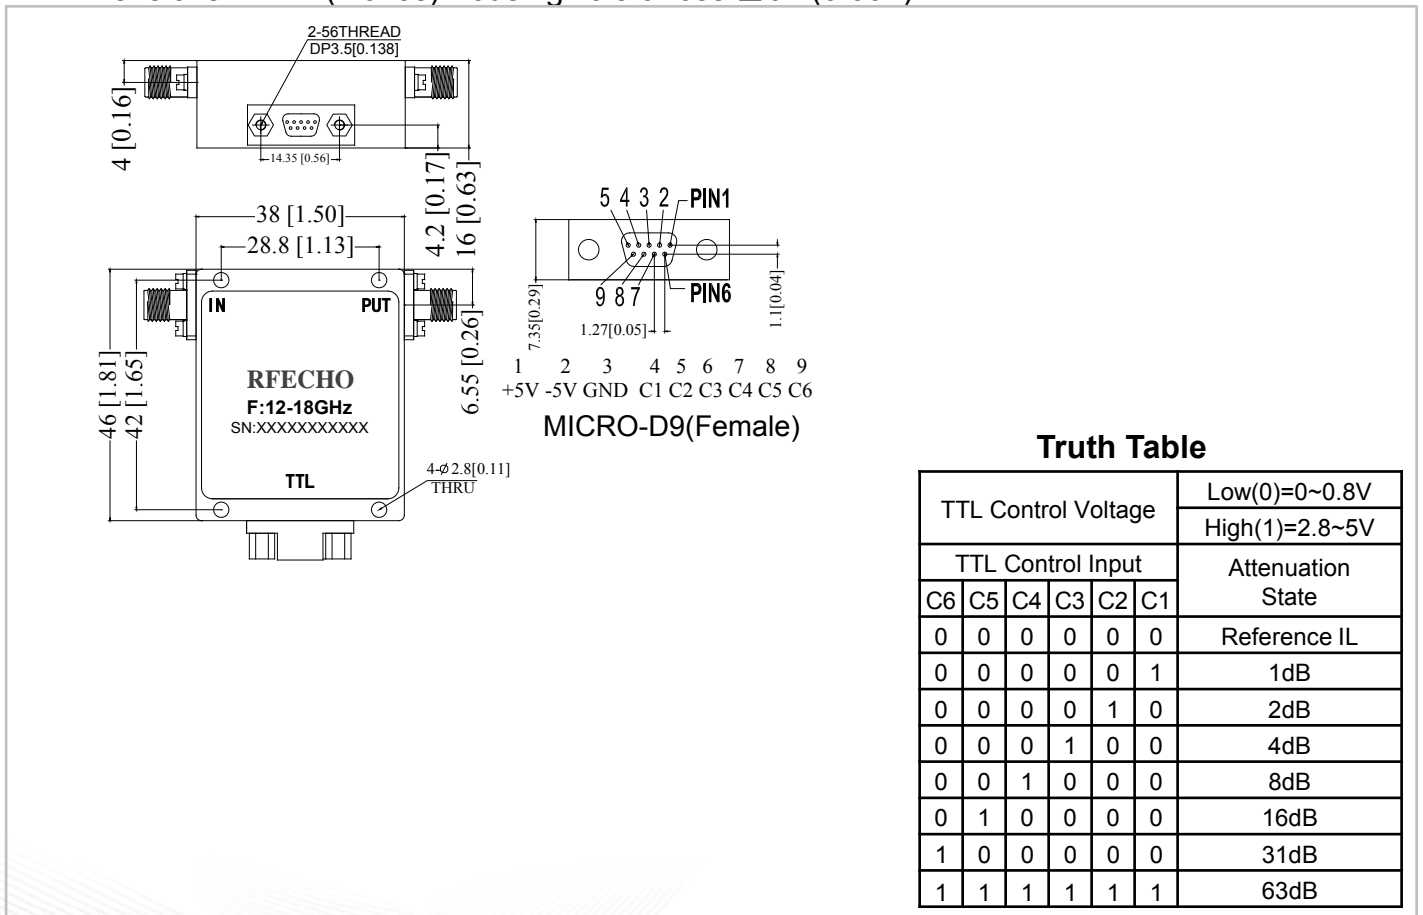 2-56THREAD
DP3.5[0.138]
4 [0.16]
14.35 [0.56]
4.2 [0.17]
16 [0.63]
38 [1.50]
28.8 [1.13]
IN
PUT
RFECHO
F:12-18GHz
SN:XXXXXXXXXXX
TTL
46 [1.81]
42 [1.65]
6.55 [0.26]
4-⌀2.8[0.11]
THRU
5 4 3 2 PIN1
9 8 7 PIN6
7.35[0.29]
1.27[0.05]
1.1[0.04]
1 2 3 4 5 6 7 8 9
+5V -5V GND C1 C2 C3 C4 C5 C6
MICRO-D9(Female)
Truth Table
TTL Control Voltage
Low(0)=0~0.8V
High(1)=2.8~5V
TTL Control Input
Attenuation
State
C6 C5 C4 C3 C2 C1
0 0 0 0 0 0 Reference IL
0 0 0 0 0 1 1dB
0 0 0 0 1 0 2dB
0 0 0 1 0 0 4dB
0 0 1 0 0 0 8dB
0 1 0 0 0 0 16dB
1 0 0 0 0 0 31dB
1 1 1 1 1 1 63dB